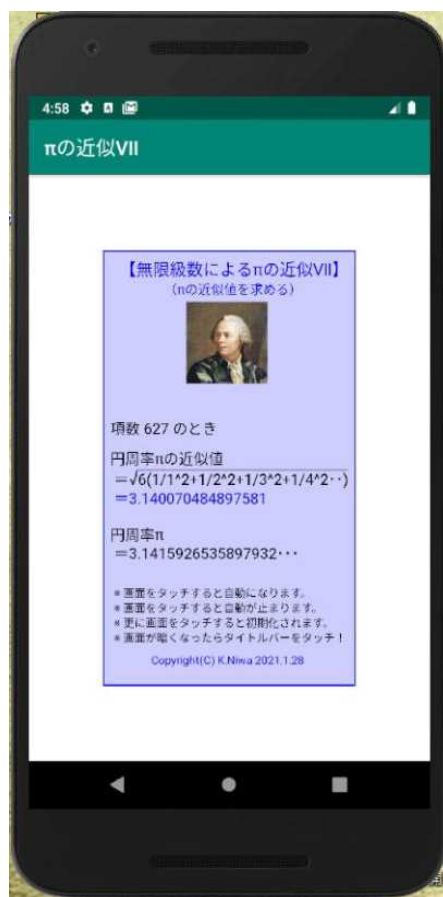 4:58
πの近似VII
【無限級数によるπの近似VII】
(πの近似値を求める)
項数 627 のとき
円周率πの近似値
=√6(1/1^2+1/2^2+1/3^2+1/4^2‥)
=3.140070484897581
円周率π
=3.1415926535897932･･･
※画面をタッチすると自動になります。
※画面をタッチすると自動が止まります。
※更に画面をタッチすると初期化されます。
※画面が暗くなったらタイトルバーをタッチ!
Copyright(C) K.Niwa 2021.1.28